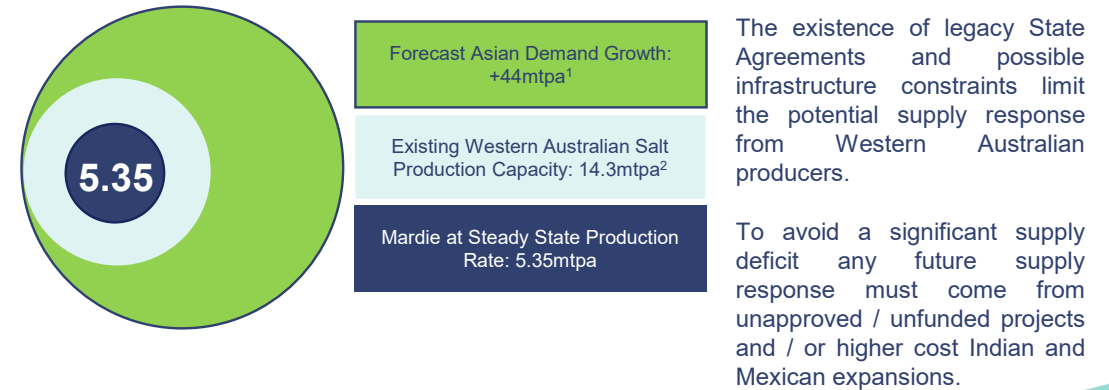 5.35
Forecast Asian Demand Growth:
+44mtpa1
Existing Western Australian Salt
Production Capacity: 14.3mtpa2
Mardie at Steady State Production
Rate: 5.35mtpa
The existence of legacy State
Agreements and possible
infrastructure constraints limit
the potential supply response
from Western Australian
producers.
To avoid a significant supply
deficit any future supply
response must come from
unapproved / unfunded projects
and / or higher cost Indian and
Mexican expansions.